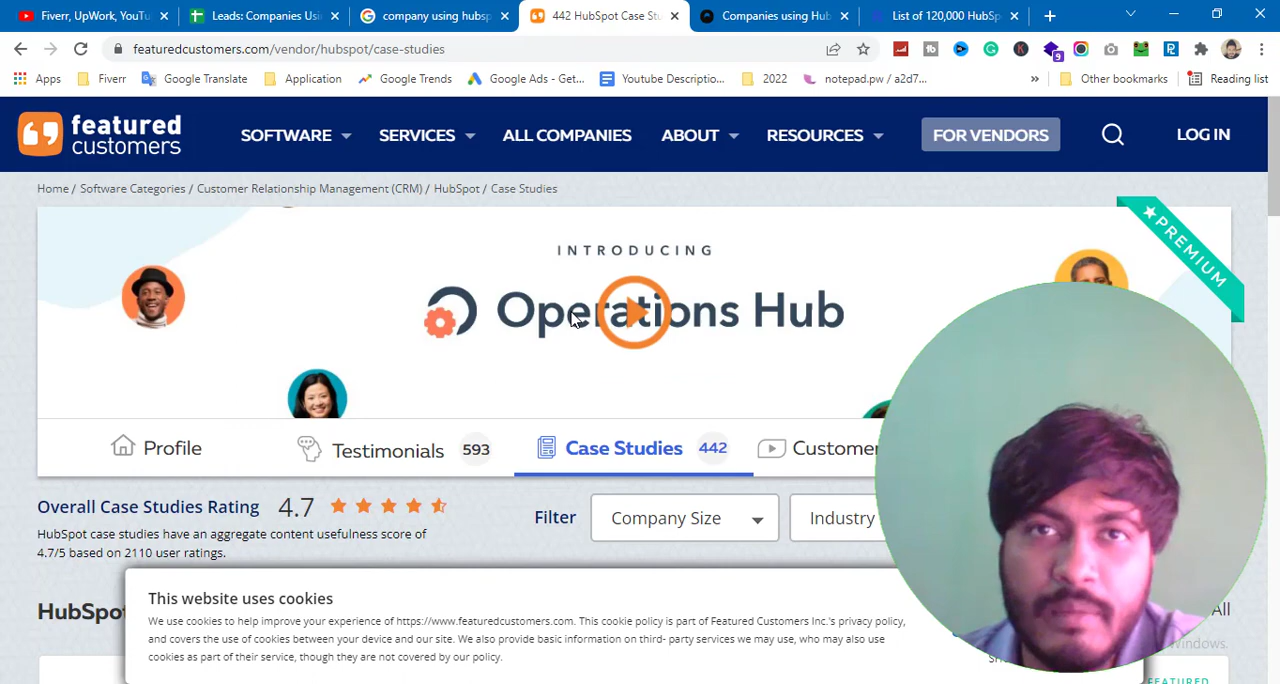 Fiverr, UpWork, YouTu
Leads: Companies Usi
company using hubsp
442 HubSpot Case Stu
Companies using Hub
List of 120,000 HubSp
featuredcustomers.com/vendor/hubspot/case-studies
9
Apps
Fiverr
Google Translate
Application
Google Trends
Google Ads - Get...
Youtube Descriptio...
2022
notepad.pw / a2d7...
»
Other bookmarks
Reading list
featured
customers
SOFTWARE
SERVICES
ALL COMPANIES
ABOUT
RESOURCES
FOR VENDORS
LOG IN
Home / Software Categories / Customer Relationship Management (CRM) / HubSpot / Case Studies
PREMIUM
INTRODUCING
Operations Hub
Profile
Testimonials 593
Case Studies 442
Customer
Overall Case Studies Rating 4.7
HubSpot case studies have an aggregate content usefulness score of
4.7/5 based on 2110 user ratings.
Filter
Company Size
Industry
HubSpot
All
This website uses cookies
We use cookies to help improve your experience of https://www.featuredcustomers.com. This cookie policy is part of Featured Customers Inc.'s privacy policy,
and covers the use of cookies between your device and our site. We also provide basic information on third- party services we may use, who may also use
cookies as part of their service, though they are not covered by our policy.
Windows.
FEATURED